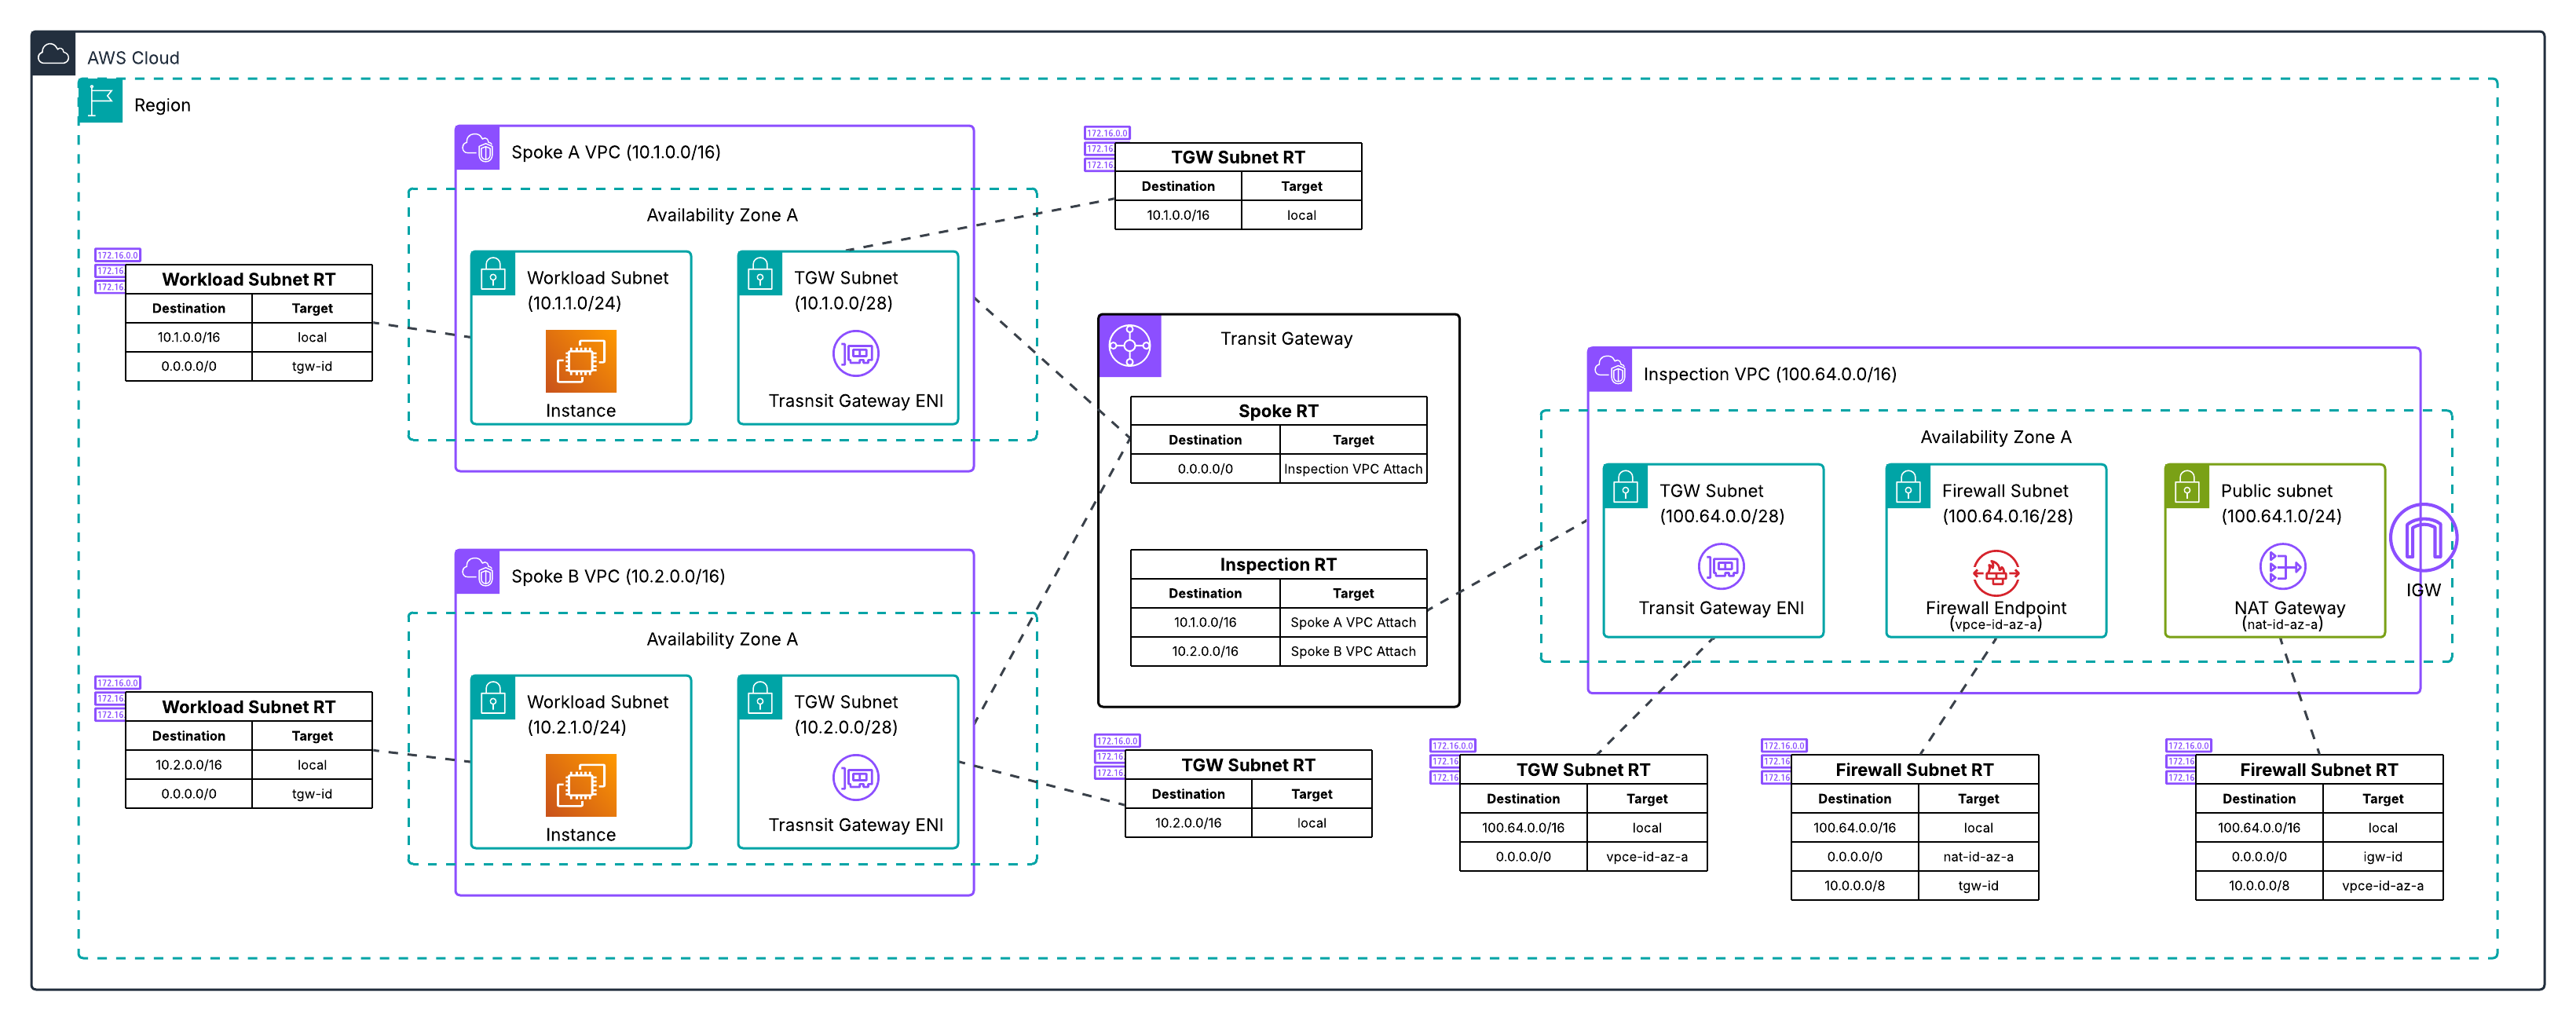 AWS Cloud
Region
Spoke A VPC (10.1.0.0/16)
Availability Zone A
172.16.0.0
172.16.
172.16.
Workload Subnet RT
Destination Target
10.1.0.0/16 local
0.0.0.0/0 tgw-id
Workload Subnet
(10.1.1.0/24)
Instance
TGW Subnet
(10.1.0.0/28)
Trasnsit Gateway ENI
172.16.0.0
172.16
172.16
TGW Subnet RT
Destination Target
10.1.0.0/16 local
Spoke B VPC (10.2.0.0/16)
Availability Zone A
172.16.0.0
172.16.
172.16.
Workload Subnet RT
Destination Target
10.2.0.0/16 local
0.0.0.0/0 tgw-id
Workload Subnet
(10.2.1.0/24)
Instance
TGW Subnet
(10.2.0.0/28)
Trasnsit Gateway ENI
172.16.0.0
172.16
172.16
TGW Subnet RT
Destination Target
10.2.0.0/16 local
Transit Gateway
Spoke RT
Destination Target
0.0.0.0/0 Inspection VPC Attach
Inspection RT
Destination Target
10.1.0.0/16 Spoke A VPC Attach
10.2.0.0/16 Spoke B VPC Attach
Inspection VPC (100.64.0.0/16)
Availability Zone A
TGW Subnet
(100.64.0.0/28)
Transit Gateway ENI
Firewall Subnet
(100.64.0.16/28)
Firewall Endpoint
(vpce-id-az-a)
Public subnet
(100.64.1.0/24)
NAT Gateway
(nat-id-az-a)
IGW
172.16.0.0
172.16
172.16
TGW Subnet RT
Destination Target
100.64.0.0/16 local
0.0.0.0/0 vpce-id-az-a
172.16.0.0
172.16
172.16
Firewall Subnet RT
Destination Target
100.64.0.0/16 local
0.0.0.0/0 nat-id-az-a
10.0.0.0/8 tgw-id
172.16.0.0
172.16
172.16
Firewall Subnet RT
Destination Target
100.64.0.0/16 local
0.0.0.0/0 igw-id
10.0.0.0/8 vpce-id-az-a